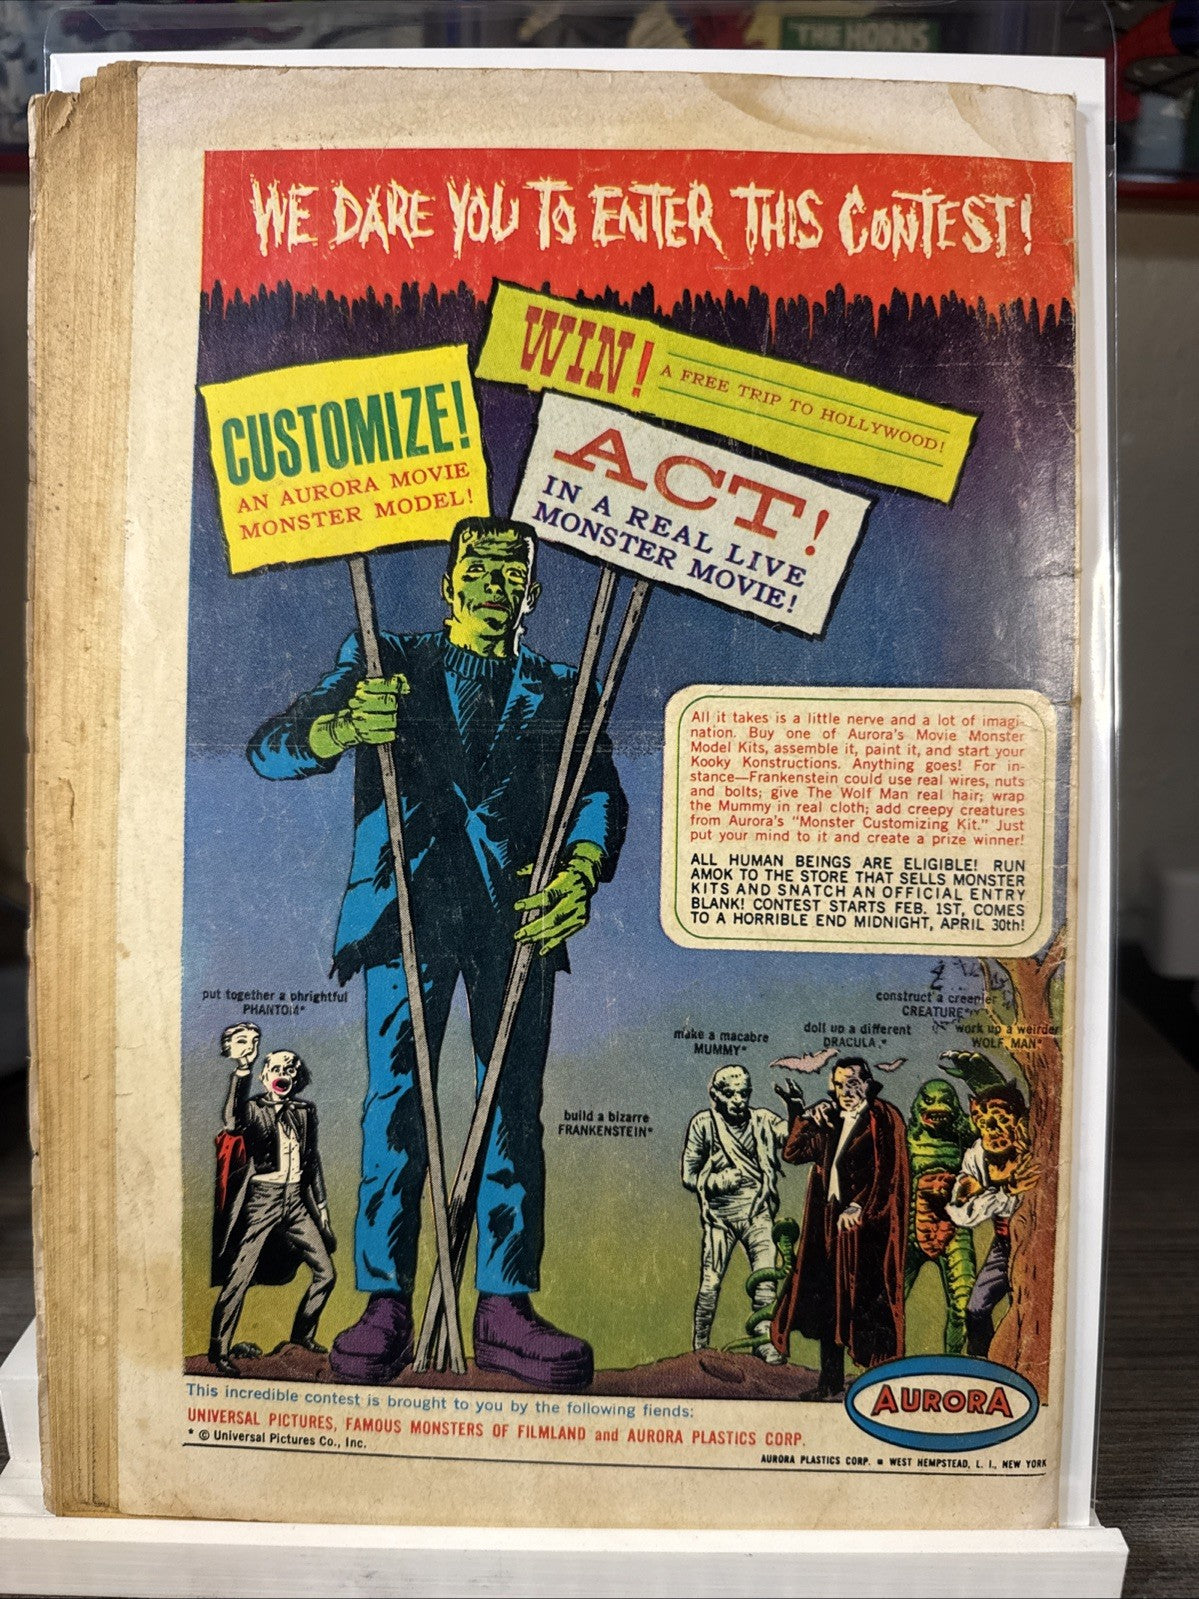 THE HORNS
WE DARE YOU TO ENTER THIS CONTEST!
WIN! A FREE TRIP TO HOLLYWOOD!
CUSTOMIZE!
AN AURORA MOVIE
MONSTER MODEL!
ACT!
IN A REAL LIVE
MONSTER MOVIE!
All it takes is a little nerve and a lot of imagi-
nation. Buy one of Aurora's Movie Monster
Model Kits, assemble it, paint it, and start your
Kooky Konstructions. Anything goes! For in-
stance—Frankenstein could use real wires, nuts
and bolts; give The Wolf Man real hair; wrap
the Mummy in real cloth; add creepy creatures
from Aurora's "Monster Customizing Kit." Just
put your mind to it and create a prize winner!
ALL HUMAN BEINGS ARE ELIGIBLE! RUN
AMOK TO THE STORE THAT SELLS MONSTER
KITS AND SNATCH AN OFFICIAL ENTRY
BLANK! CONTEST STARTS FEB. 1ST, COMES
TO A HORRIBLE END MIDNIGHT, APRIL 30th!
put together a phrightful
PHANTOM*
build a bizarre
FRANKENSTEIN*
make a macabre
MUMMY*
doll up a different
DRACULA*
construct a creepier
CREATURE*
work up a weirder
WOLF MAN*
AURORA
This incredible contest is brought to you by the following fiends:
UNIVERSAL PICTURES, FAMOUS MONSTERS OF FILMLAND and AURORA PLASTICS CORP.
* © Universal Pictures Co., Inc.
AURORA PLASTICS CORP. ■ WEST HEMPSTEAD, L. I., NEW YORK